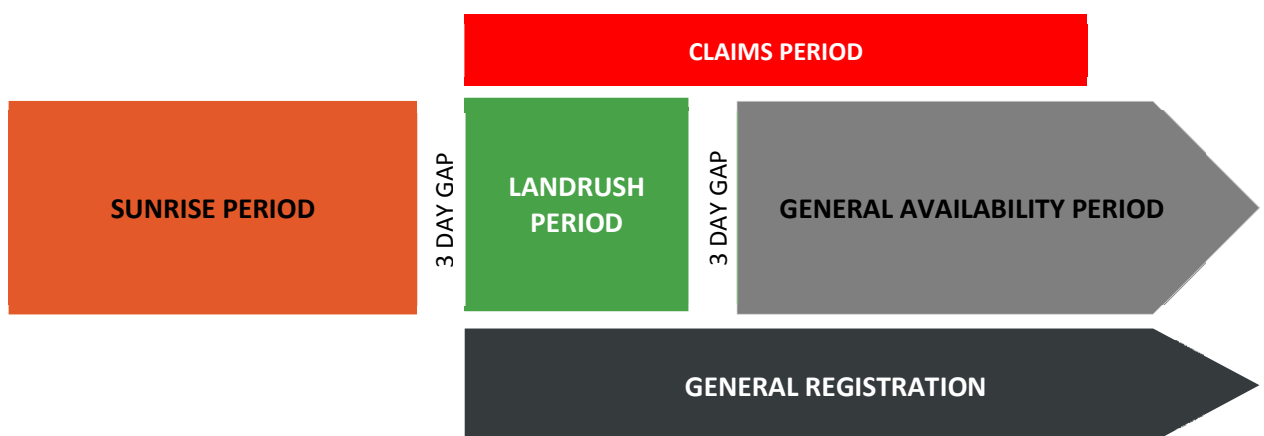 CLAIMS PERIOD
SUNRISE PERIOD
3 DAY GAP
LANDRUSH
PERIOD
3 DAY GAP
GENERAL AVAILABILITY PERIOD
GENERAL REGISTRATION